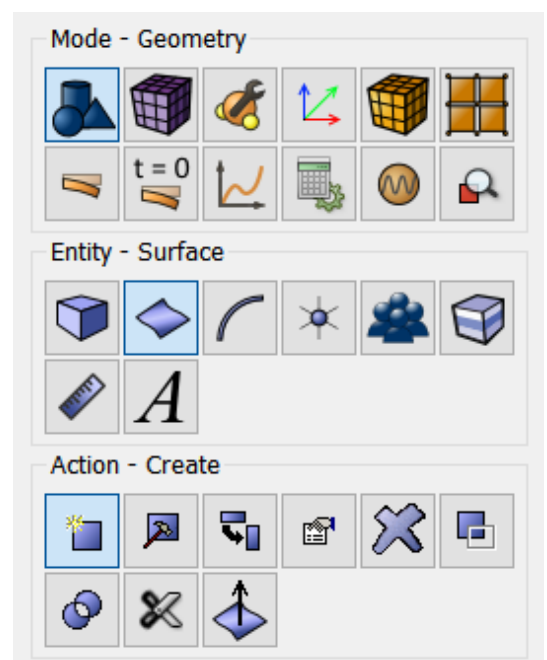 Mode - Geometry
t = 0
Entity - Surface
A
Action - Create